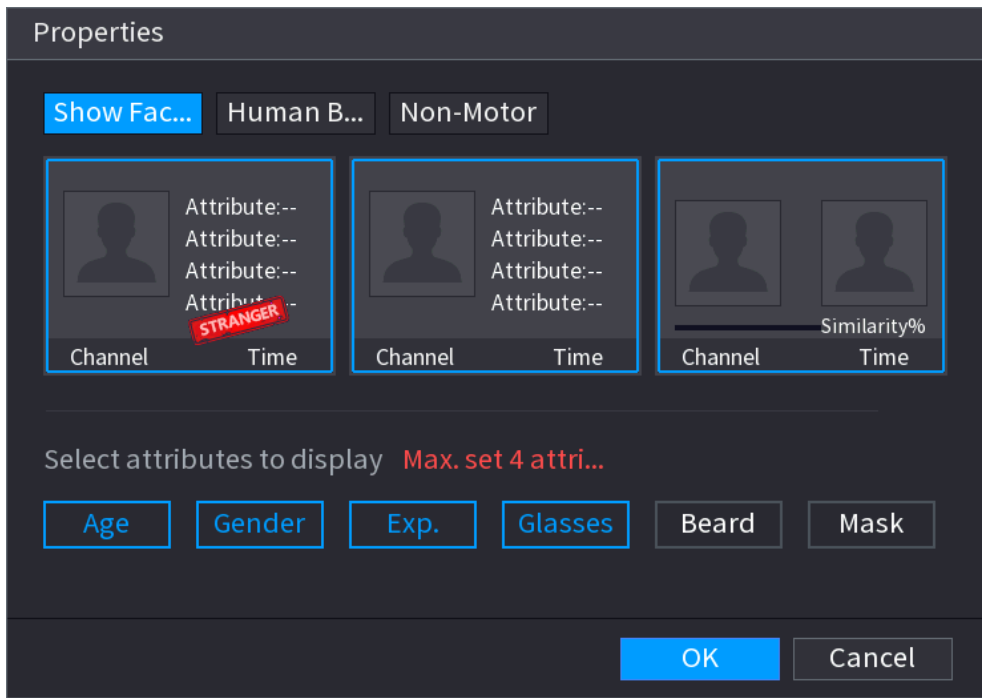 Properties
Show Fac... Human B... Non-Motor
Attribute:-- Attribute:--
Attribute:-- Attribute:--
Attribute:-- Attribute:--
Attribut -- Attribute:--
STRANGER Similarity%
Channel Time Channel Time Channel Time
Select attributes to display Max. set 4 attri...
Age Gender Exp. Glasses Beard Mask
OK Cancel